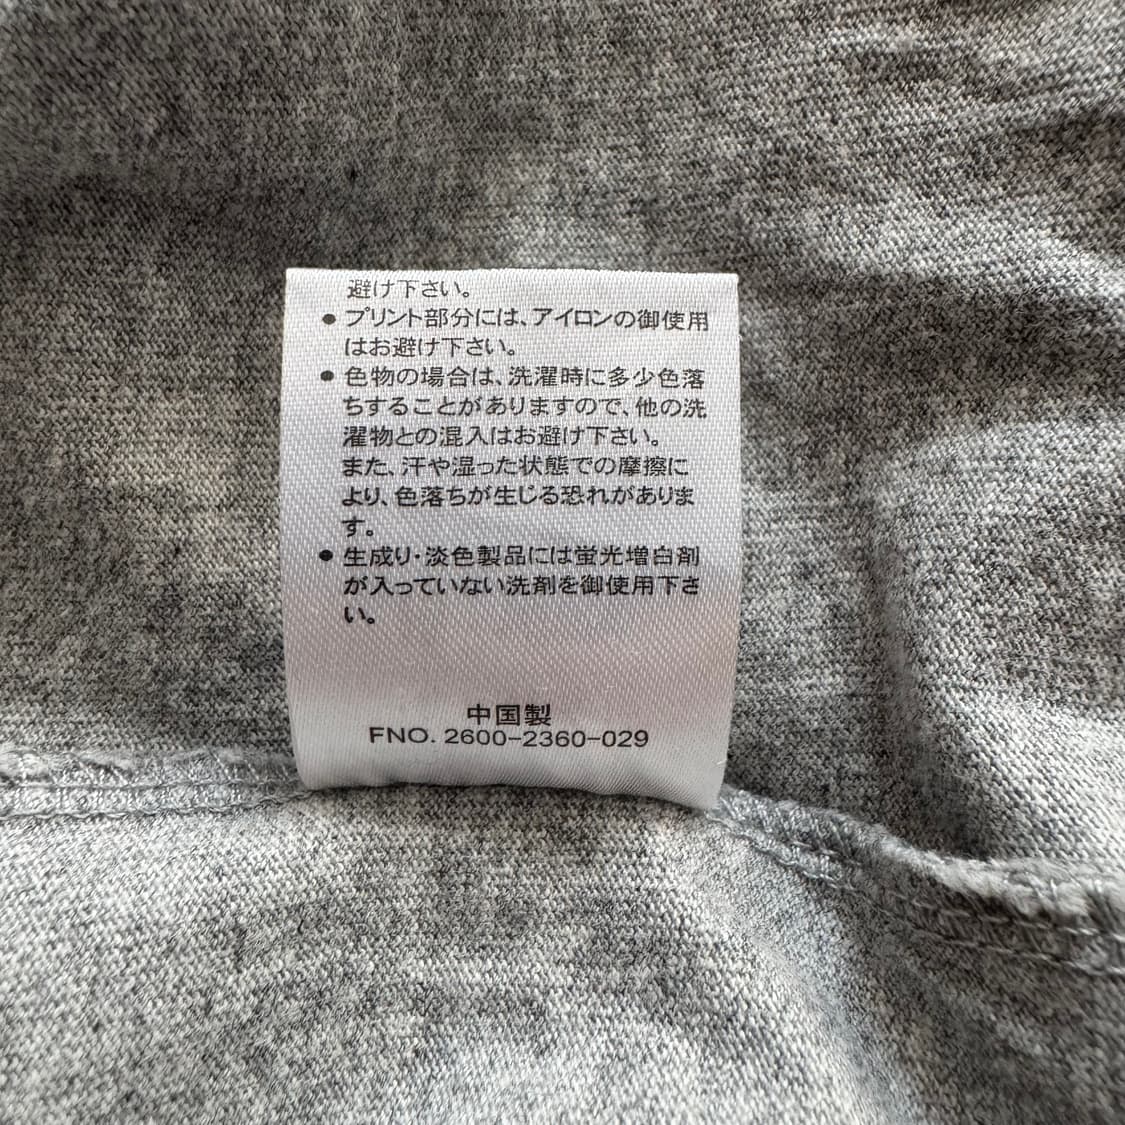 避け下さい。
●プリント部分には、アイロンの御使用
はお避け下さい。
●色物の場合は、洗濯時に多少色落
ちすることがありますので、他の洗
濯物との混入はお避け下さい。
また、汗や湿った状態での摩擦に
より、色落ちが生じる恐れがありま
す。
●生成り・淡色製品には蛍光増白剤
が入っていない洗剤を御使用下さ
い。
中国製
FNO. 2600-2360-029